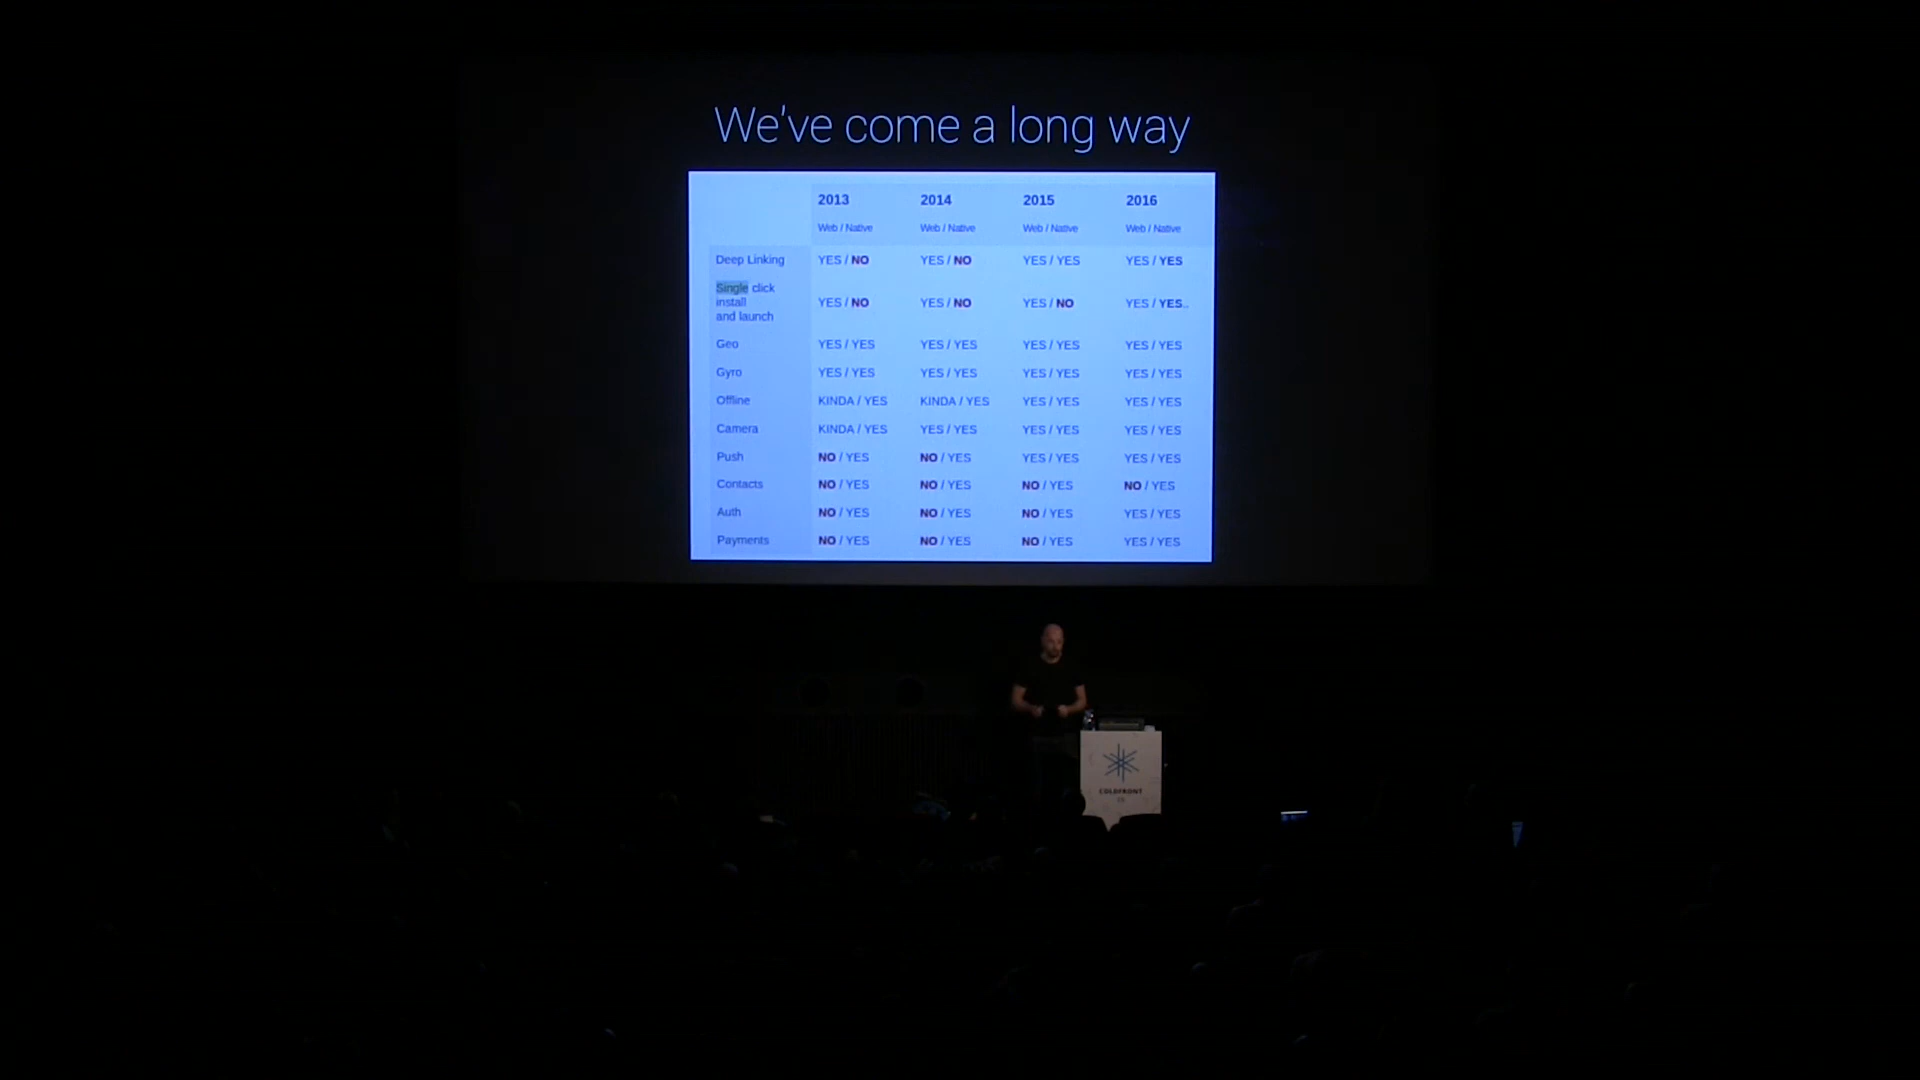 We've come a long way
2013 2014 2015 2016
Web / Native Web / Native Web / Native Web / Native
Deep Linking YES / NO YES / NO YES / YES YES / YES
Single click
install YES / NO YES / NO YES / NO YES / YES..
and launch
Geo YES / YES YES / YES YES / YES YES / YES
Gyro YES / YES YES / YES YES / YES YES / YES
Offline KINDA / YES KINDA / YES YES / YES YES / YES
Camera KINDA / YES YES / YES YES / YES YES / YES
Push NO / YES NO / YES YES / YES YES / YES
Contacts NO / YES NO / YES NO / YES NO / YES
Auth NO / YES NO / YES NO / YES YES / YES
Payments NO / YES NO / YES NO / YES YES / YES
COLDFRONT